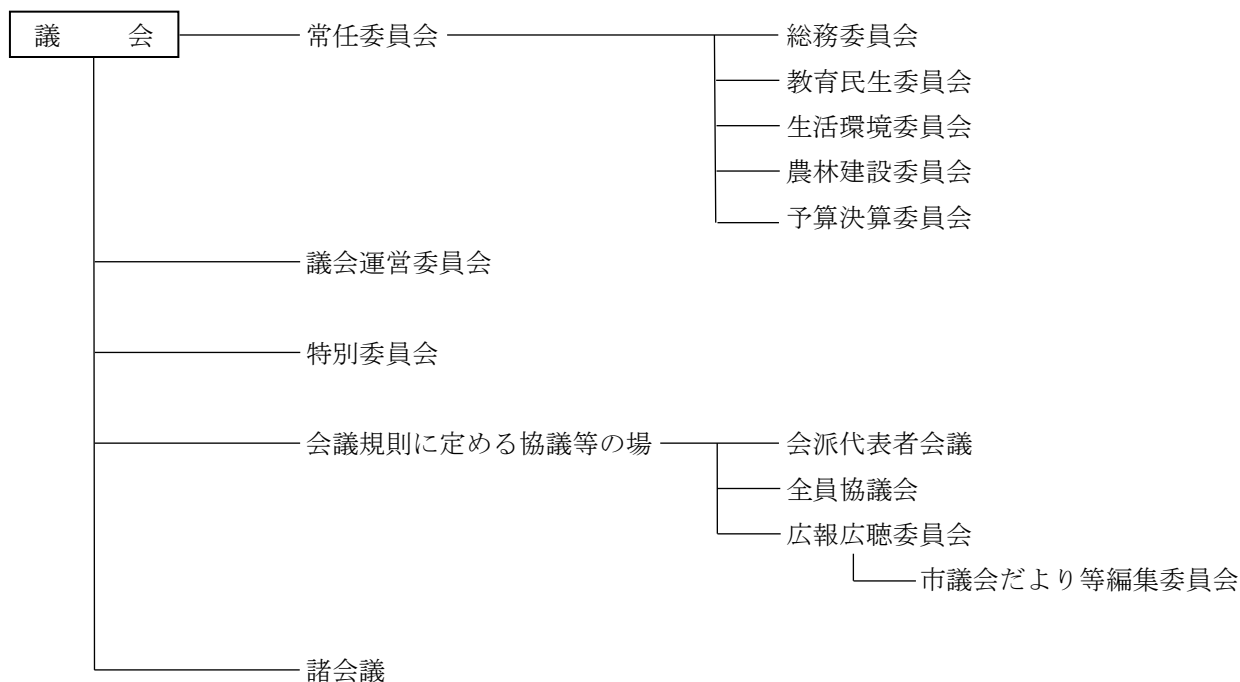 議　　会　常任委員会　総務委員会
教育民生委員会
生活環境委員会
農林建設委員会
予算決算委員会
議会運営委員会
特別委員会
会議規則に定める協議等の場　会派代表者会議
全員協議会
広報広聴委員会
市議会だより等編集委員会
諸会議